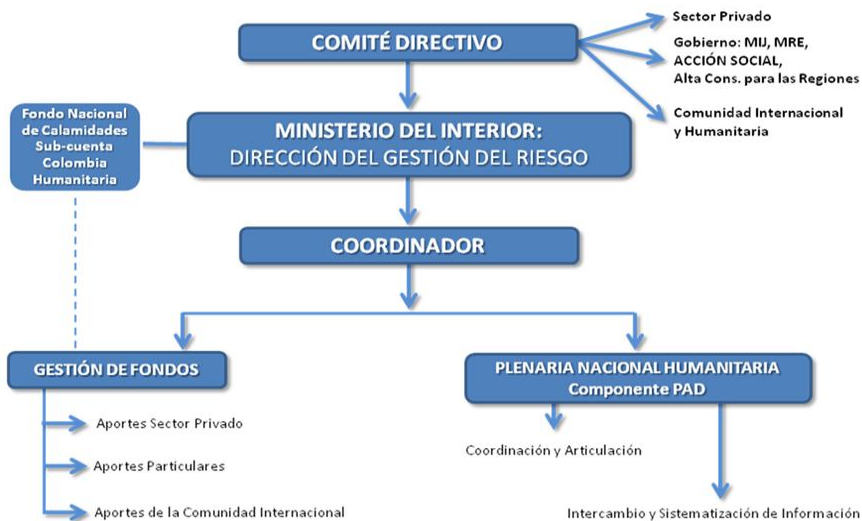 COMITÉ DIRECTIVO
Sector Privado
Gobierno: MIJ, MRE,
ACCIÓN SOCIAL,
Alta Cons. para las Regiones
Comunidad Internacional
y Humanitaria
Fondo Nacional
de Calamidades
Sub-cuenta
Colombia
Humanitaria
MINISTERIO DEL INTERIOR:
DIRECCIÓN DEL GESTIÓN DEL RIESGO
COORDINADOR
GESTIÓN DE FONDOS
Aportes Sector Privado
Aportes Particulares
Aportes de la Comunidad Internacional
PLENARIA NACIONAL HUMANITARIA
Componente PAD
Coordinación y Articulación
Intercambio y Sistematización de Información